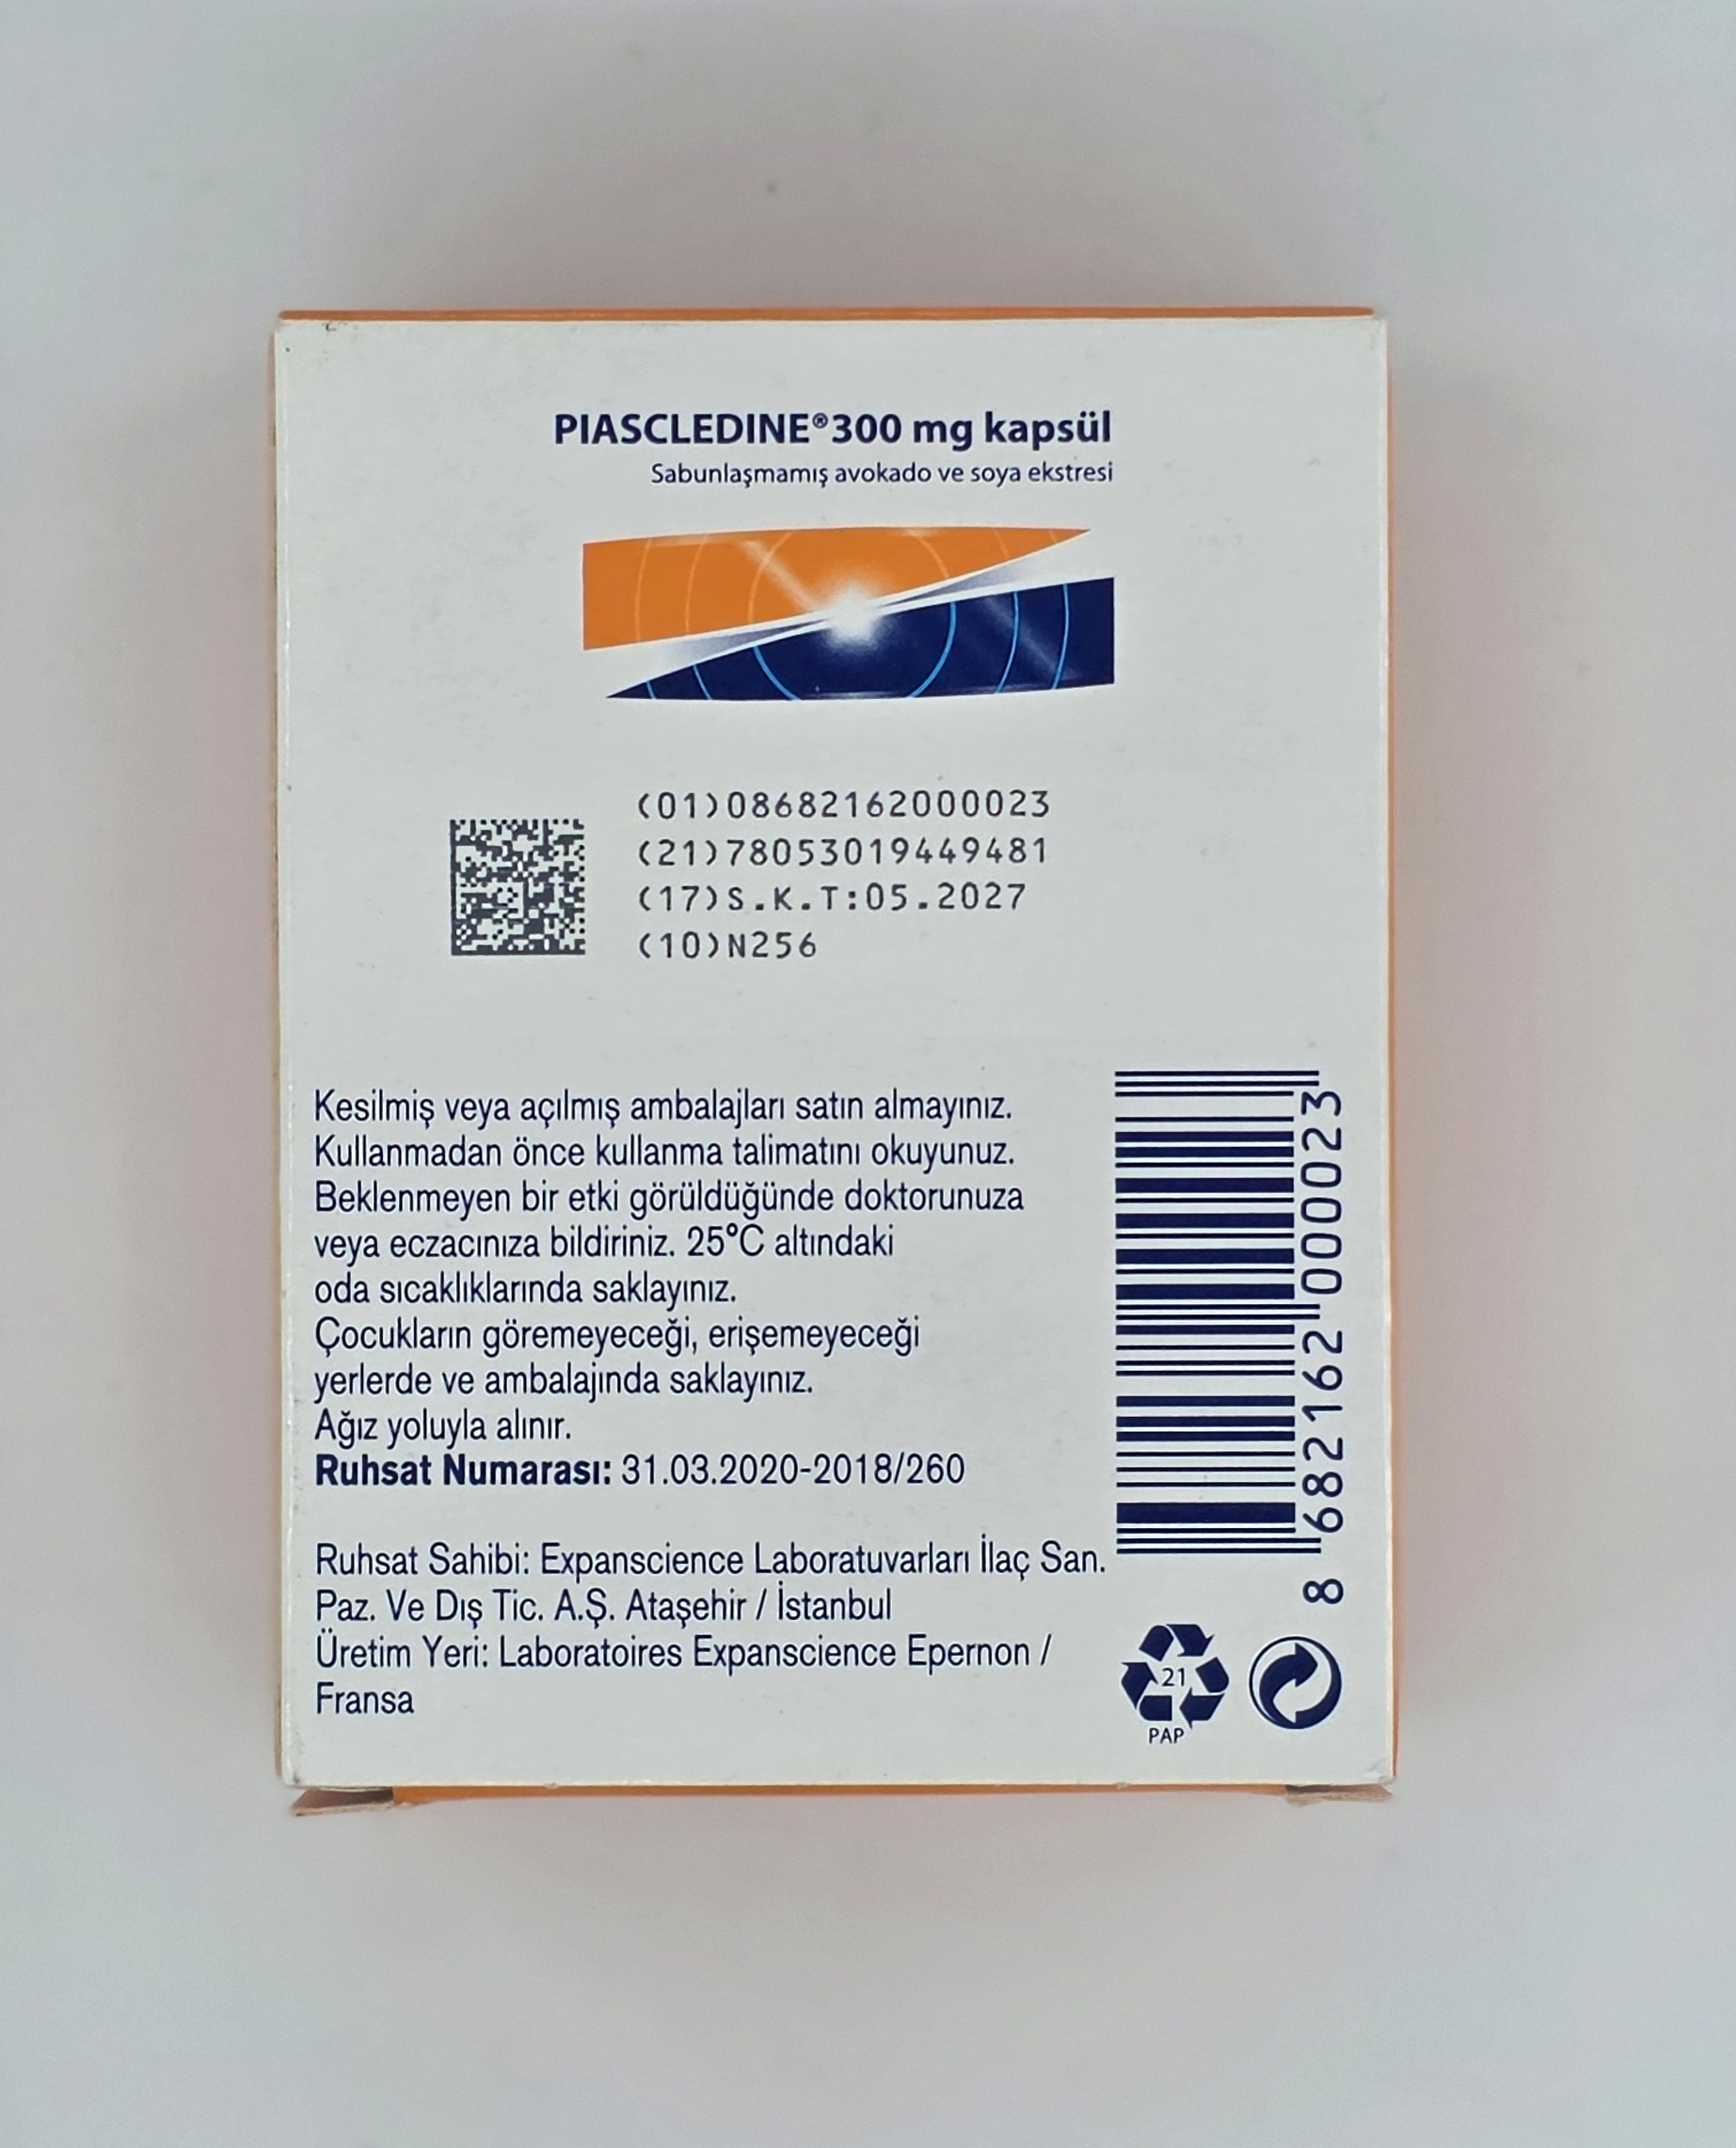 PIASCLEDINE® 300 mg kapsül
Sabunlaşmamış avokado ve soya ekstresi
(01)08682162000023
(21)78053019449481
(17)S.K.T:05.2027
(10)N256
Kesilmiş veya açılmış ambalajları satın almayınız.
Kullanmadan önce kullanma talimatını okuyunuz.
Beklenmeyen bir etki görüldüğünde doktorunuza
veya eczacınıza bildiriniz. 25°C altındaki
oda sıcaklıklarında saklayınız.
Çocukların göremeyeceği, erişemeyeceği
yerlerde ve ambalajında saklayınız.
Ağız yoluyla alınır.
Ruhsat Numarası: 31.03.2020-2018/260
Ruhsat Sahibi: Expanscience Laboratuvarları İlaç San.
Paz. Ve Dış Tic. A.Ş. Ataşehir / İstanbul
Üretim Yeri: Laboratoires Expanscience Epernon /
Fransa
8 682162 000023
21
PAP